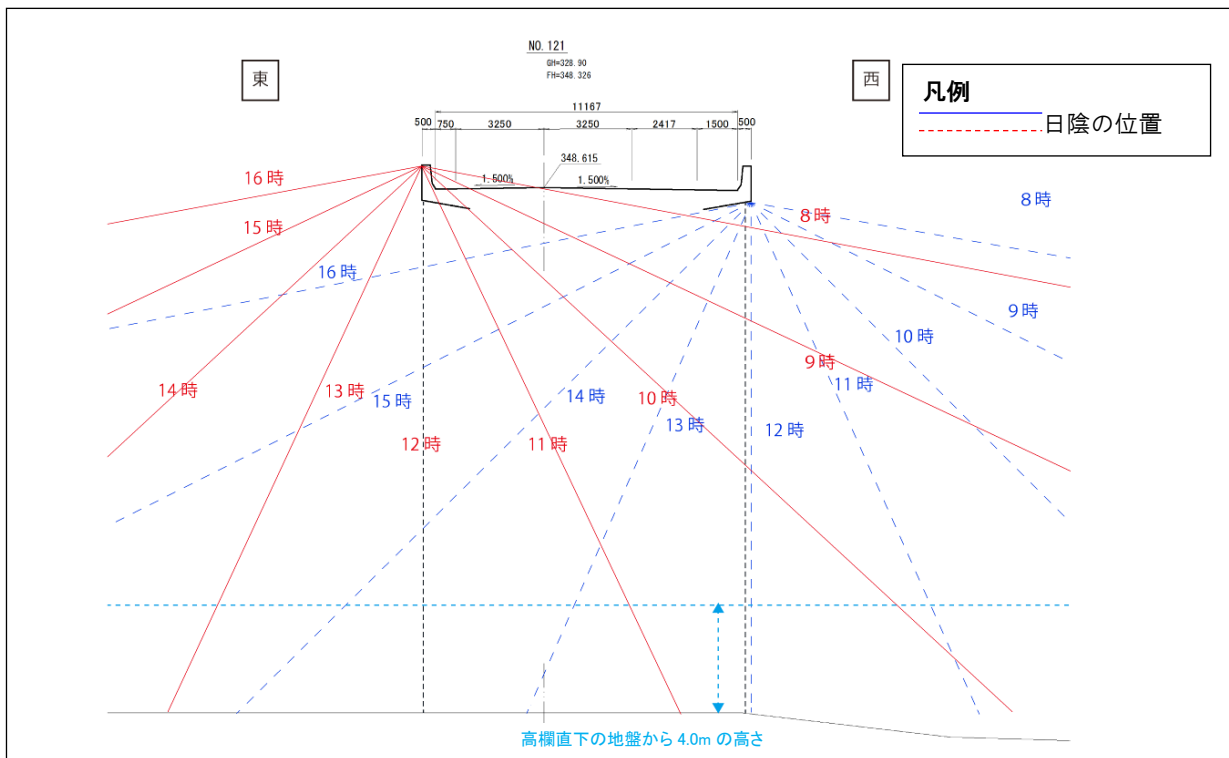 NO. 121
GH=328.90
FH=348.326
東
西
凡例
日陰の位置
11167
500
750
3250
3250
2417
1500
500
348.615
1.500%
1.500%
16時
15時
16時
14時
13時
15時
12時
11時
14時
10時
13時
12時
8時
8時
9時
10時
9時
11時
高欄直下の地盤から 4.0m の高さ